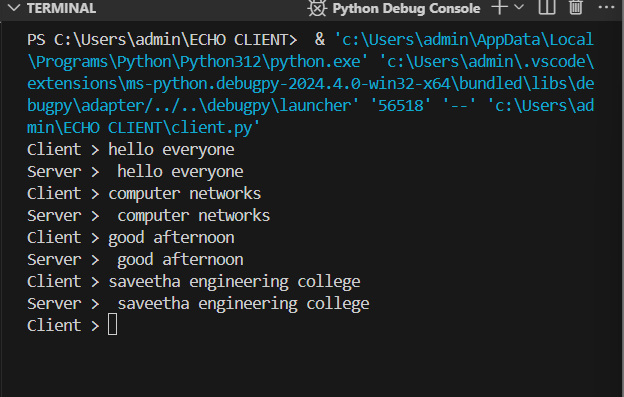 TERMINAL
Python Debug Console
PS C:\Users\admin\ECHO CLIENT>  & 'c:\Users\admin\AppData\Local
\Programs\Python\Python312\python.exe' 'c:\Users\admin\.vscode\
extensions\ms-python.debugpy-2024.4.0-win32-x64\bundled\libs\de
bugpy\adapter/../..\debugpy\launcher' '56518' '--' 'c:\Users\ad
min\ECHO CLIENT\client.py'
Client > hello everyone
Server >  hello everyone
Client > computer networks
Server >  computer networks
Client > good afternoon
Server >  good afternoon
Client > saveetha engineering college
Server >  saveetha engineering college
Client >